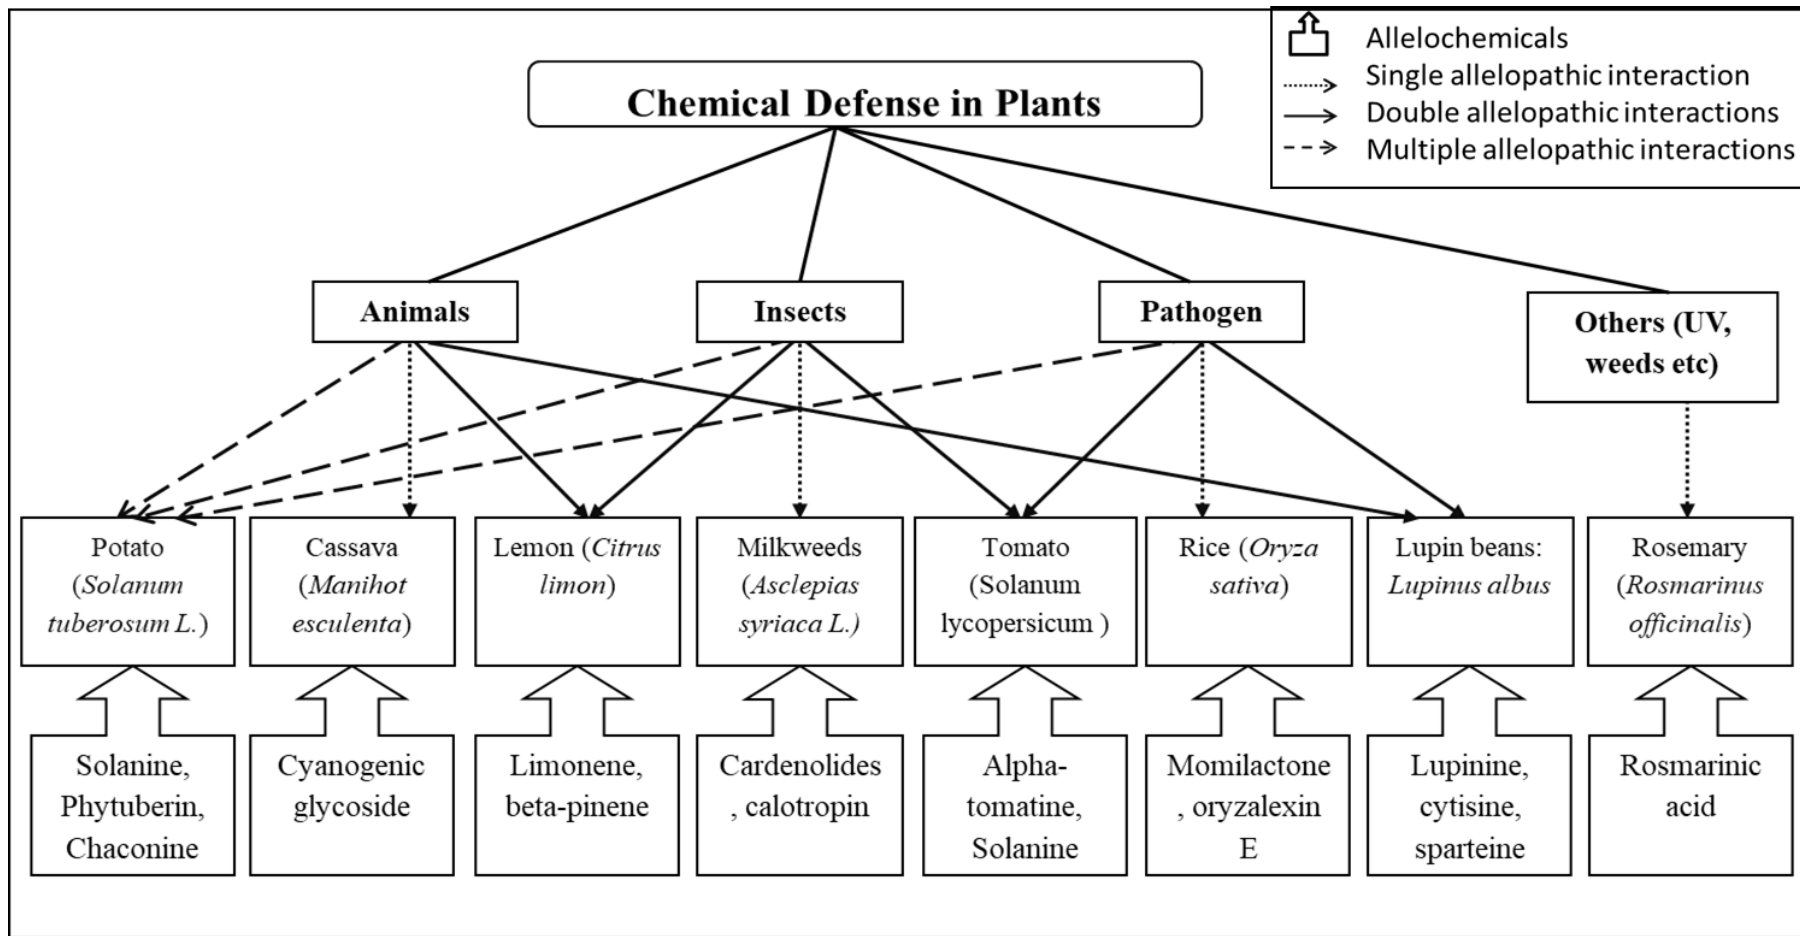 Allelochemicals
Single allelopathic interaction
Double allelopathic interactions
Multiple allelopathic interactions
Chemical Defense in Plants
Animals
Insects
Pathogen
Others (UV,
weeds etc)
Potato
(Solanum
tuberosum L.)
Cassava
(Manihot
esculenta)
Lemon (Citrus
limon)
Milkweeds
(Asclepias
syriaca L.)
Tomato
(Solanum
lycopersicum )
Rice (Oryza
sativa)
Lupin beans:
Lupinus albus
Rosemary
(Rosmarinus
officinalis)
Solanine,
Phytuberin,
Chaconine
Cyanogenic
glycoside
Limonene,
beta-pinene
Cardenolides
, calotropin
Alpha-
tomatine,
Solanine
Momilactone
, oryzalexin
E
Lupinine,
cytisine,
sparteine
Rosmarinic
acid